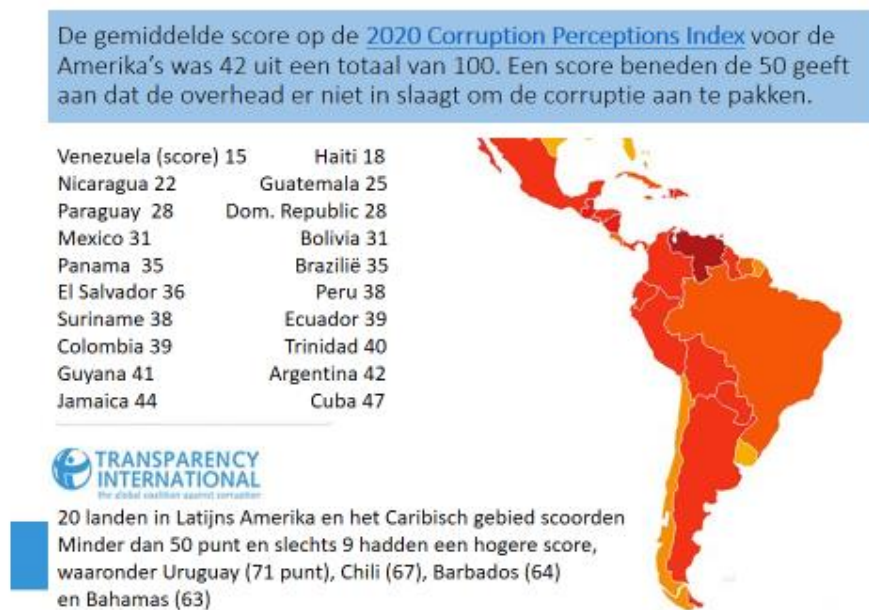 De gemiddelde score op de 2020 Corruption Perceptions Index voor de
Amerika's was 42 uit een totaal van 100. Een score beneden de 50 geeft
aan dat de overhead er niet in slaagt om de corruptie aan te pakken.
Venezuela (score) 15 Haiti 18
Nicaragua 22 Guatemala 25
Paraguay 28 Dom. Republic 28
Mexico 31 Bolivia 31
Panama 35 Brazilië 35
El Salvador 36 Peru 38
Suriname 38 Ecuador 39
Colombia 39 Trinidad 40
Guyana 41 Argentina 42
Jamaica 44 Cuba 47
TRANSPARENCY
INTERNATIONAL
the global coalition against corruption
20 landen in Latijns Amerika en het Caribisch gebied scoorden
Minder dan 50 punt en slechts 9 hadden een hogere score,
waaronder Uruguay (71 punt), Chili (67), Barbados (64)
en Bahamas (63)